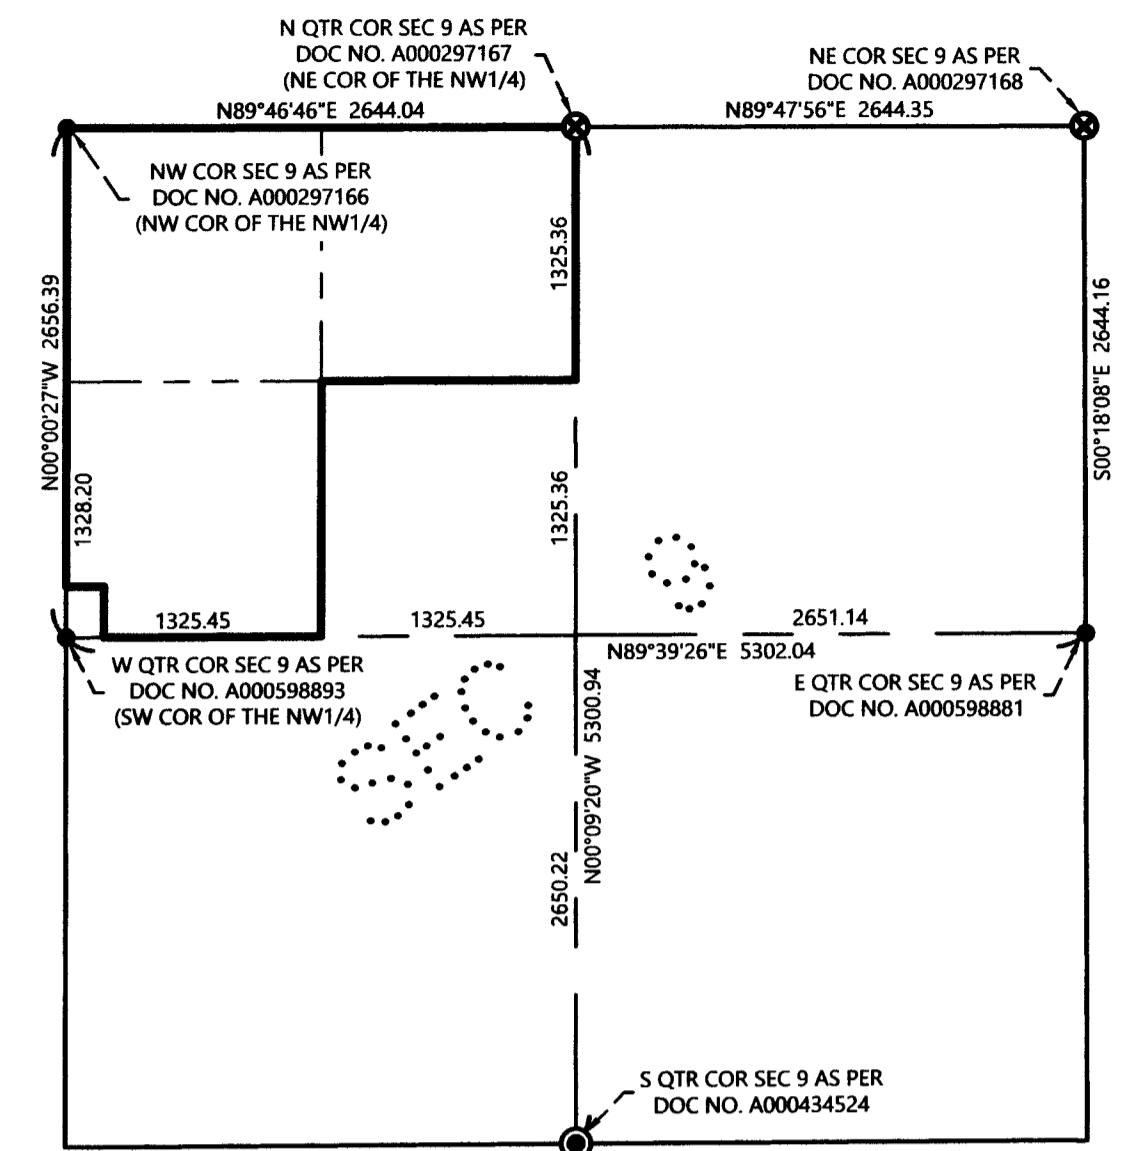 N QTR COR SEC 9 AS PER
DOC NO. A000297167
(NE COR OF THE NW1/4)
NE COR SEC 9 AS PER
DOC NO. A000297168
N89°46'46"E 2644.04
N89°47'56"E 2644.35
NW COR SEC 9 AS PER
DOC NO. A000297166
(NW COR OF THE NW1/4)
1325.36
N00°00'27"W 2656.39
S00°18'08"E 2644.16
1328.20
1325.36
1325.45
1325.45
2651.14
N89°39'26"E 5302.04
W QTR COR SEC 9 AS PER
DOC NO. A000598893
(SW COR OF THE NW1/4)
E QTR COR SEC 9 AS PER
DOC NO. A000598881
SEC
9
N00°09'20"W 5300.94
2650.22
S QTR COR SEC 9 AS PER
DOC NO. A000434524